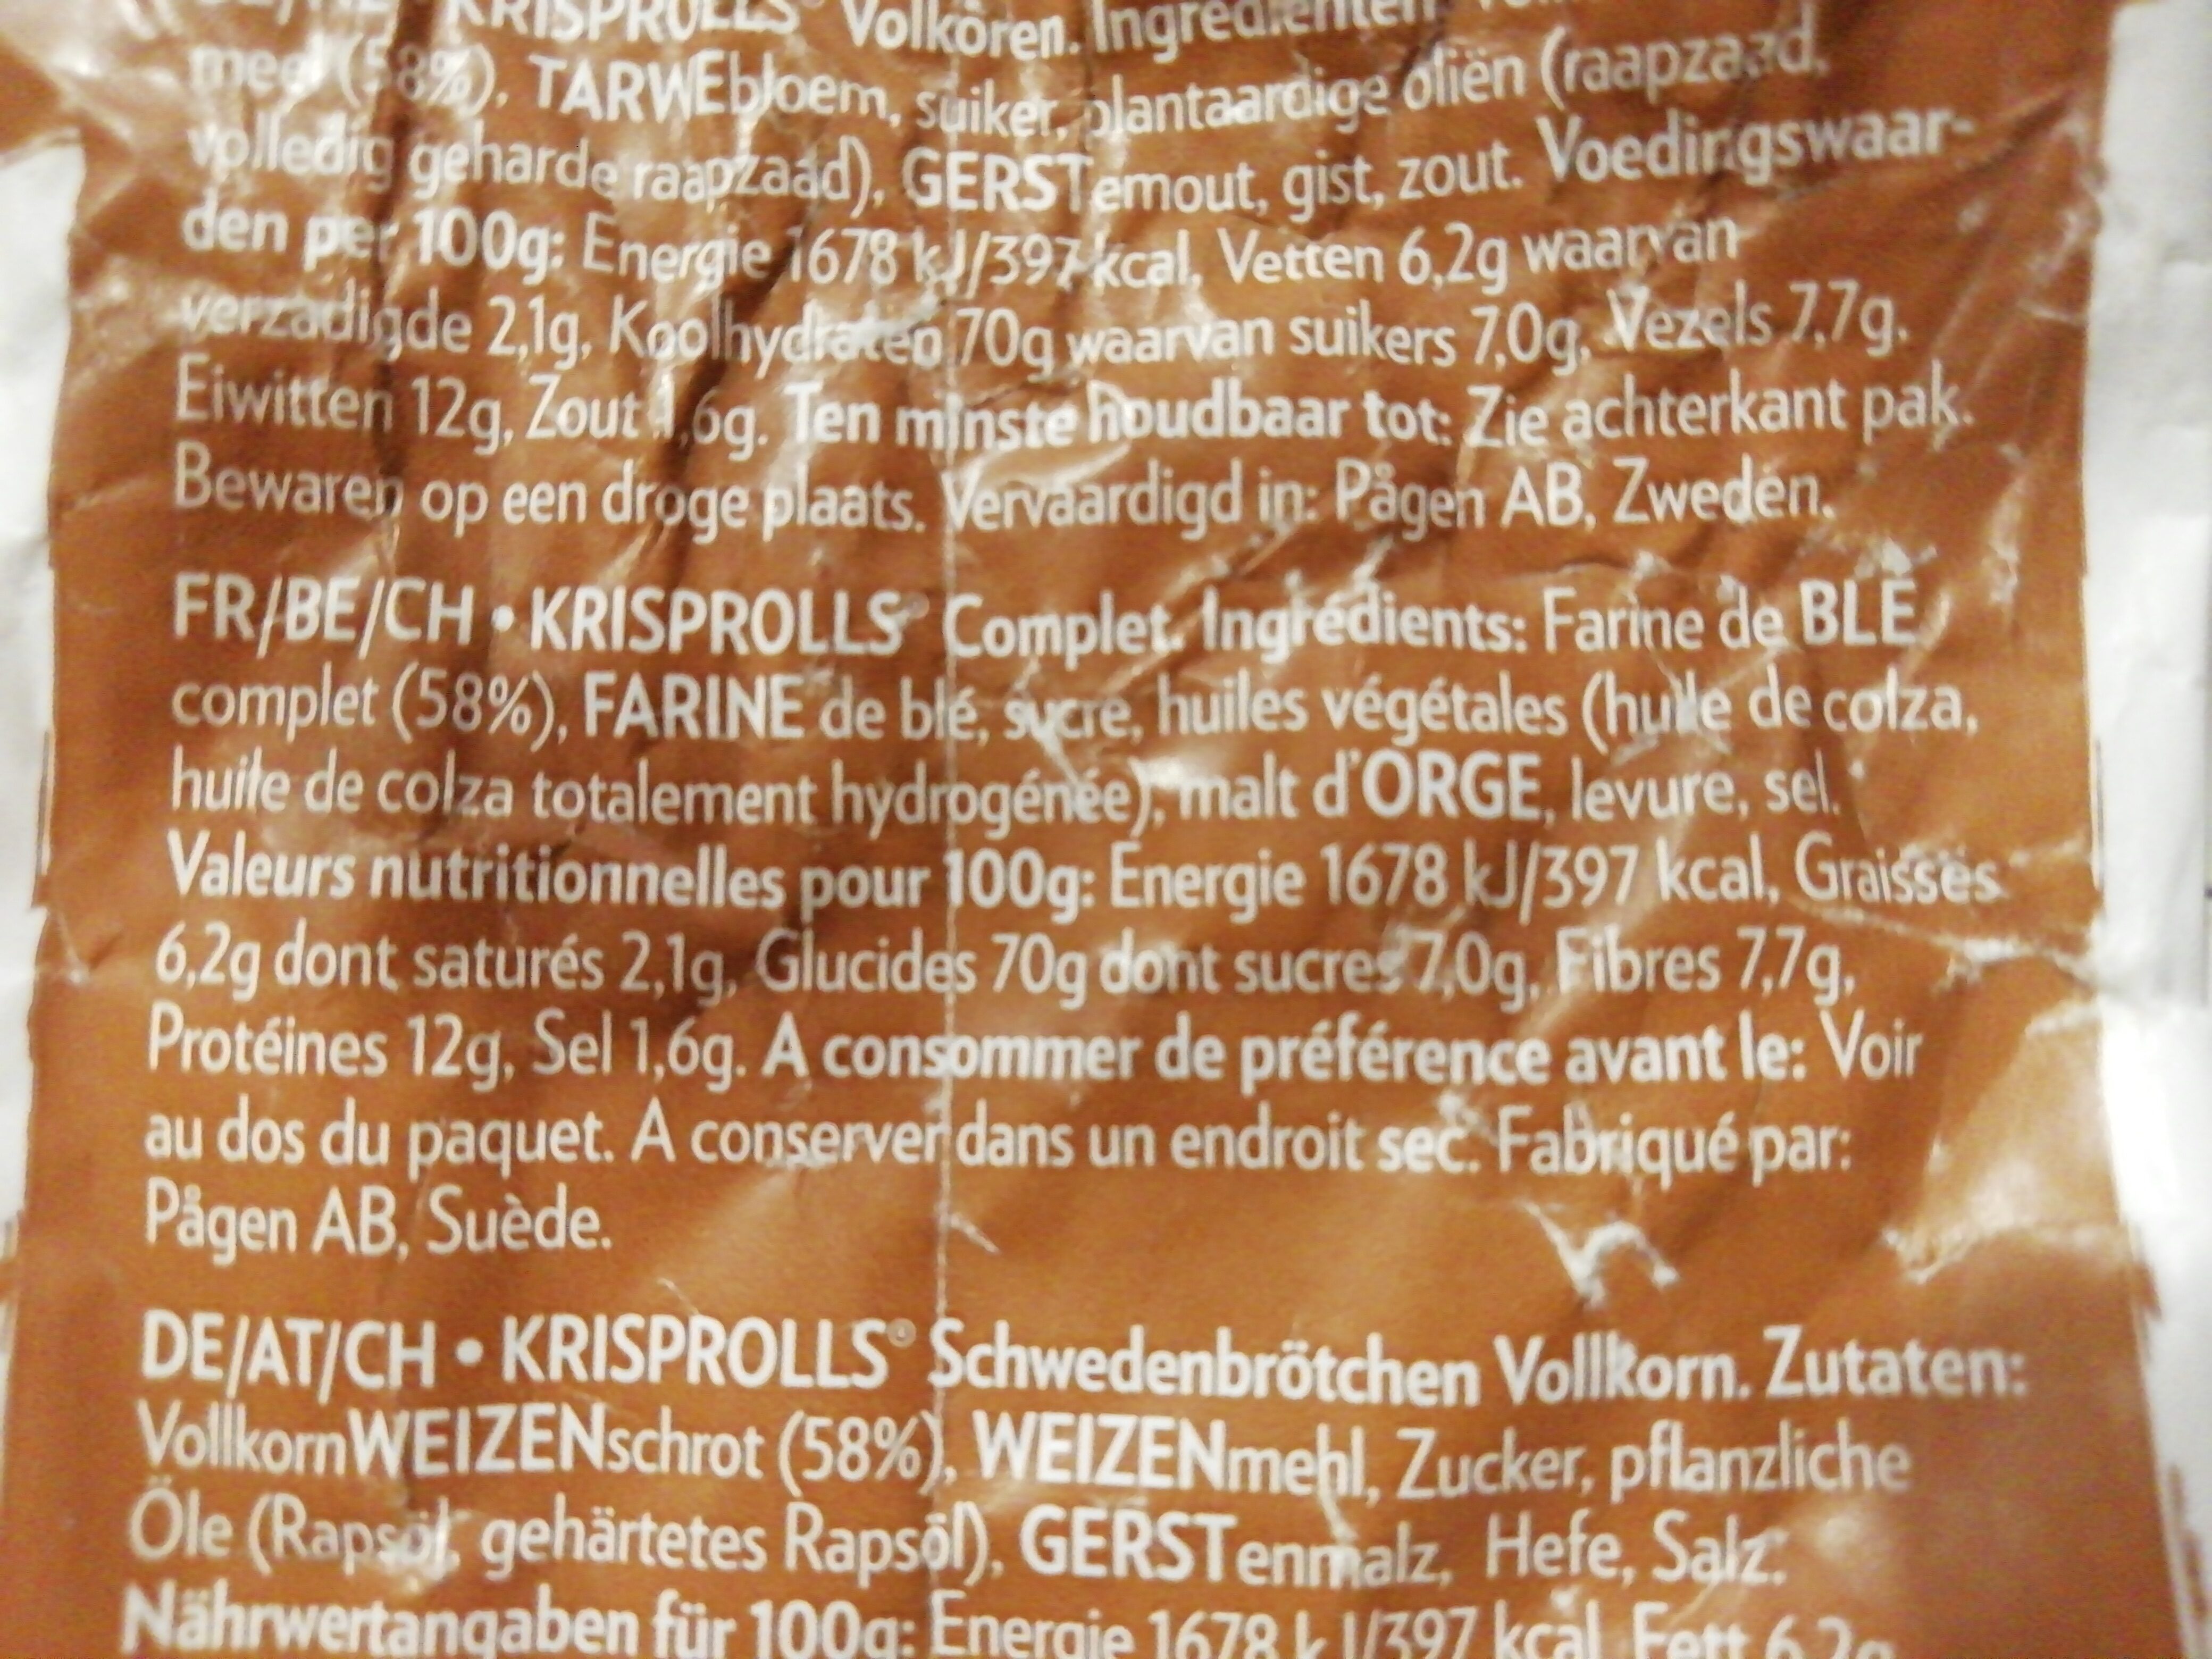 KRISPROLLS® Volkoren. Ingrediënten
meel (58%), TARWEbloem, suiker, plantaardige oliën (raapzaad,
volledig geharde raapzaad), GERSTemout, gist, zout. Voedingswaar-
den per 100g: Energie 1678 kJ/397 kcal, Vetten 6,2g waarvan
verzadigde 2,1g, Koolhydraten 70g waarvan suikers 7,0g, Vezels 7,7g,
Eiwitten 12g, Zout 1,6g. Ten minste houdbaar tot: Zie achterkant pak.
Bewaren op een droge plaats. Vervaardigd in: Pågen AB, Zweden.
FR/BE/CH • KRISPROLLS® Complet. Ingrédients: Farine de BLÉ
complet (58%), FARINE de blé, sucre, huiles végétales (huile de colza,
huile de colza totalement hydrogénée), malt d'ORGE, levure, sel.
Valeurs nutritionnelles pour 100g: Énergie 1678 kJ/397 kcal, Graisses
6,2g dont saturés 2,1g, Glucides 70g dont sucres 7,0g, Fibres 7,7g,
Protéines 12g, Sel 1,6g. A consommer de préférence avant le: Voir
au dos du paquet. A conserver dans un endroit sec. Fabriqué par:
Pågen AB, Suède.
DE/AT/CH • KRISPROLLS® Schwedenbrötchen Vollkorn. Zutaten:
VollkornWEIZENschrot (58%), WEIZENmehl, Zucker, pflanzliche
Öle (Rapsöl, gehärtetes Rapsöl), GERSTenmalz, Hefe, Salz.
Nährwertangaben für 100g: Energie 1678 kJ/397 kcal, Fett 6,2g